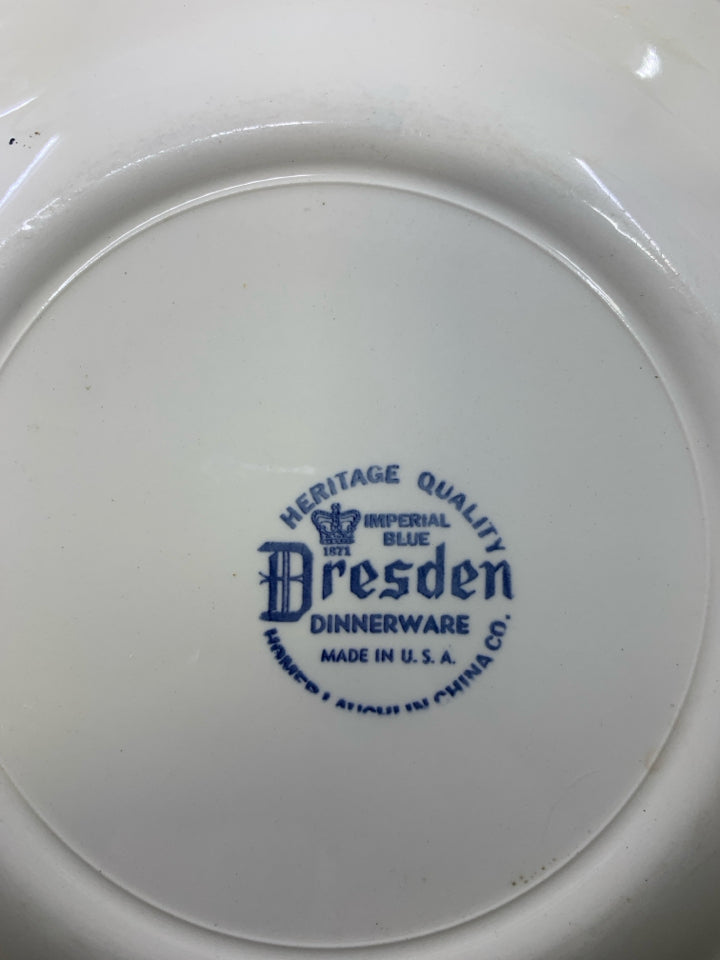 HERITAGE QUALITY
IMPERIAL
BLUE
1871
Dresden
DINNERWARE
MADE IN U. S. A.
HOMER LAUGHLIN CHINA CO.